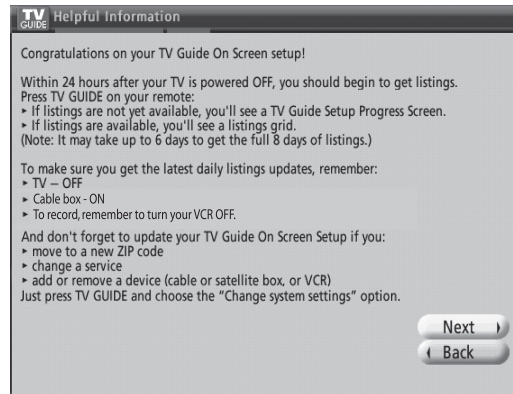 TV GUIDE Helpful Information
Congratulations on your TV Guide On Screen setup!
Within 24 hours after your TV is powered OFF, you should begin to get listings.
Press TV GUIDE on your remote:
▸ If listings are not yet available, you'll see a TV Guide Setup Progress Screen.
▸ If listings are available, you'll see a listings grid.
(Note: It may take up to 6 days to get the full 8 days of listings.)
To make sure you get the latest daily listings updates, remember:
▸ TV – OFF
▸ Cable box - ON
▸ To record, remember to turn your VCR OFF.
And don't forget to update your TV Guide On Screen Setup if you:
▸ move to a new ZIP code
▸ change a service
▸ add or remove a device (cable or satellite box, or VCR)
Just press TV GUIDE and choose the “Change system settings” option.
Next
Back